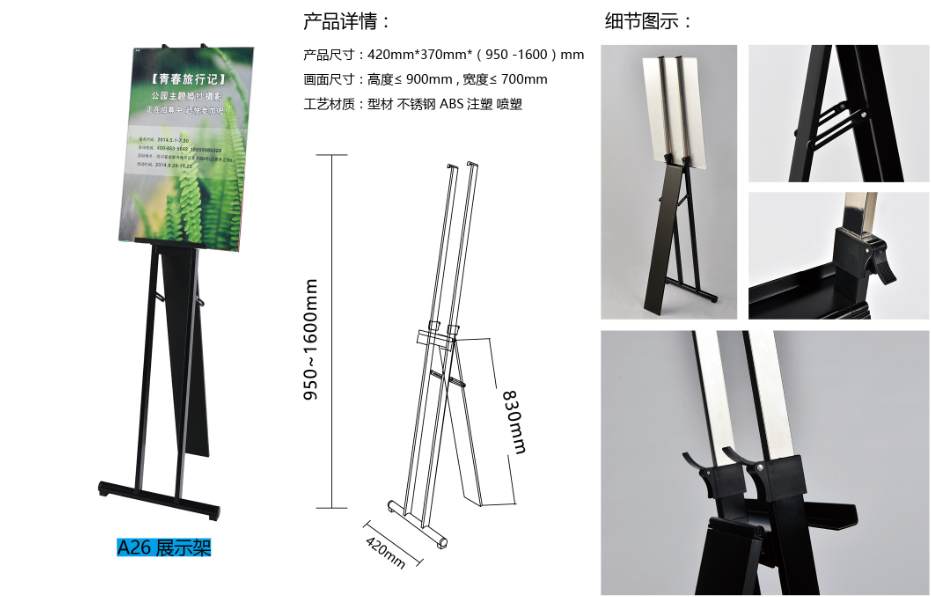 产品详情：
产品尺寸：420mm*370mm*（950 -1600）mm
画面尺寸：高度≤ 900mm , 宽度≤ 700mm
工艺材质：型材 不锈钢 ABS 注塑 喷塑
细节图示：
【青春旅行记】
公园主题婚纱摄影
950~1600mm
830mm
420mm
A26 展示架